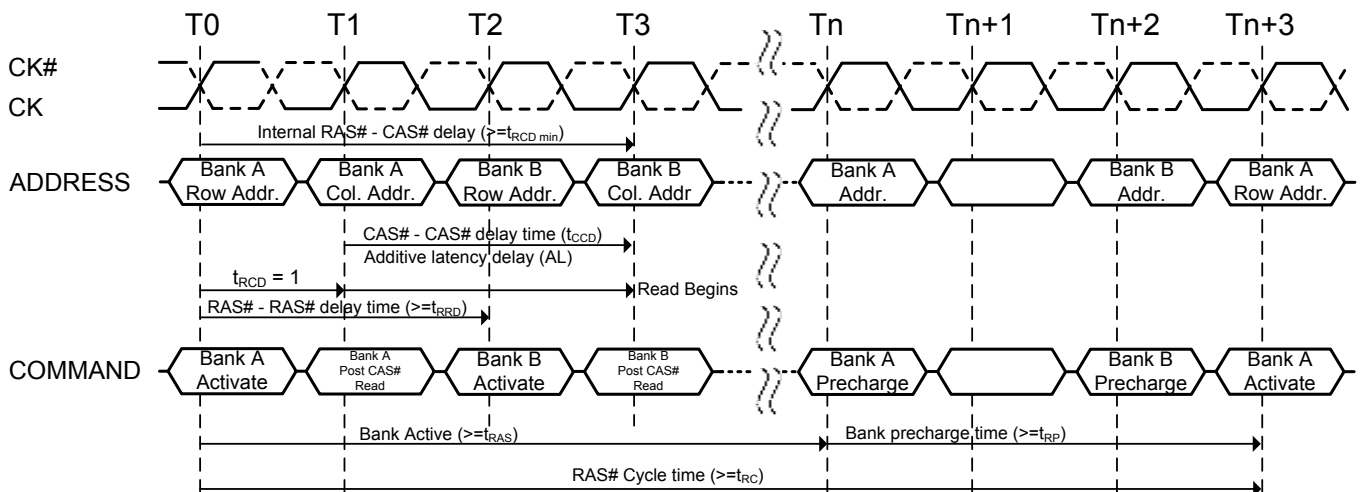 T0 T1 T2 T3 Tn Tn+1 Tn+2 Tn+3
CK#
CK
Internal RAS# - CAS# delay (>=tRCD min)
ADDRESS
Bank A
Row Addr.
Bank A
Col. Addr.
Bank B
Row Addr.
Bank B
Col. Addr
Bank A
Addr.
Bank B
Addr.
Bank A
Row Addr.
CAS# - CAS# delay time (tCCD)
Additive latency delay (AL)
tRCD = 1
Read Begins
RAS# - RAS# delay time (>=tRRD)
COMMAND
Bank A
Activate
Bank A
Post CAS#
Read
Bank B
Activate
Bank B
Post CAS#
Read
Bank A
Precharge
Bank B
Precharge
Bank A
Activate
Bank Active (>=tRAS)
Bank precharge time (>=tRP)
RAS# Cycle time (>=tRC)